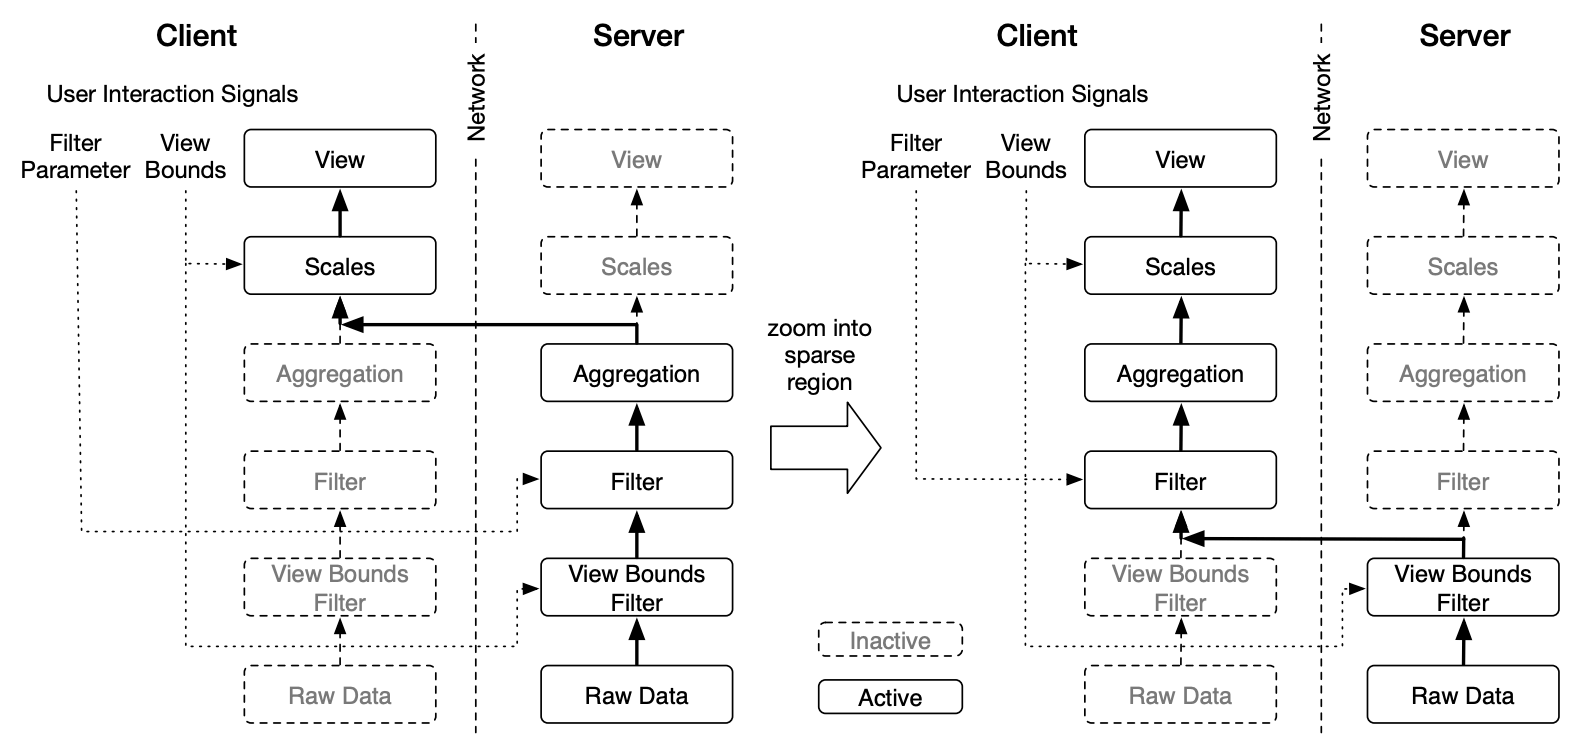 Client
Server
Network
User Interaction Signals
Filter
Parameter
View
Bounds
View
View
Scales
Scales
Aggregation
Aggregation
Filter
Filter
View Bounds
Filter
View Bounds
Filter
Raw Data
Raw Data
zoom into
sparse
region
Inactive
Active
Client
Server
Network
User Interaction Signals
Filter
Parameter
View
Bounds
View
View
Scales
Scales
Aggregation
Aggregation
Filter
Filter
View Bounds
Filter
View Bounds
Filter
Raw Data
Raw Data